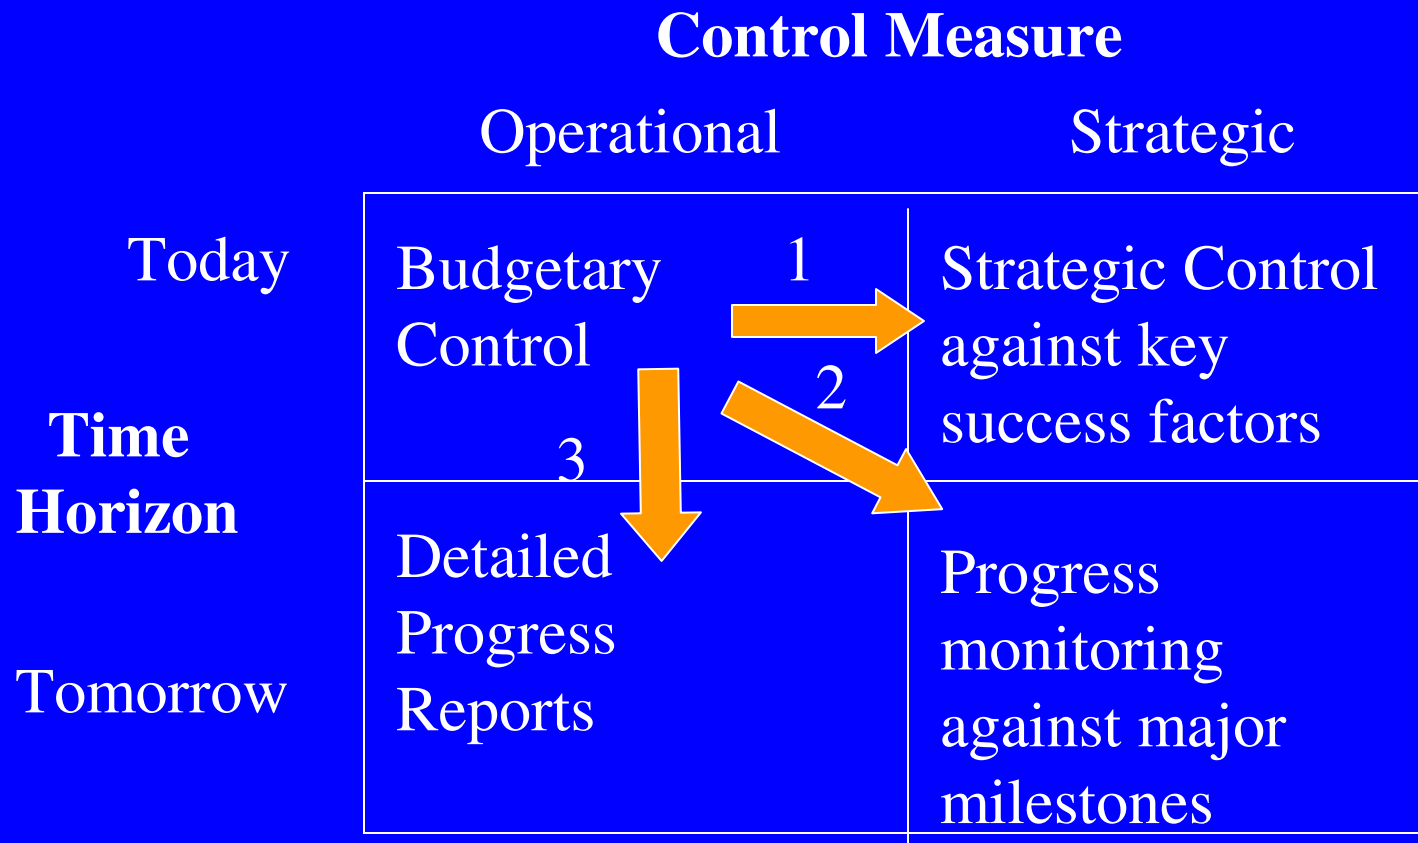 Control Measure
Operational
Strategic
Today
Budgetary
Control
1
Strategic Control
against key
success factors
2
3
Time
Horizon
Tomorrow
Detailed
Progress
Reports
Progress
monitoring
against major
milestones